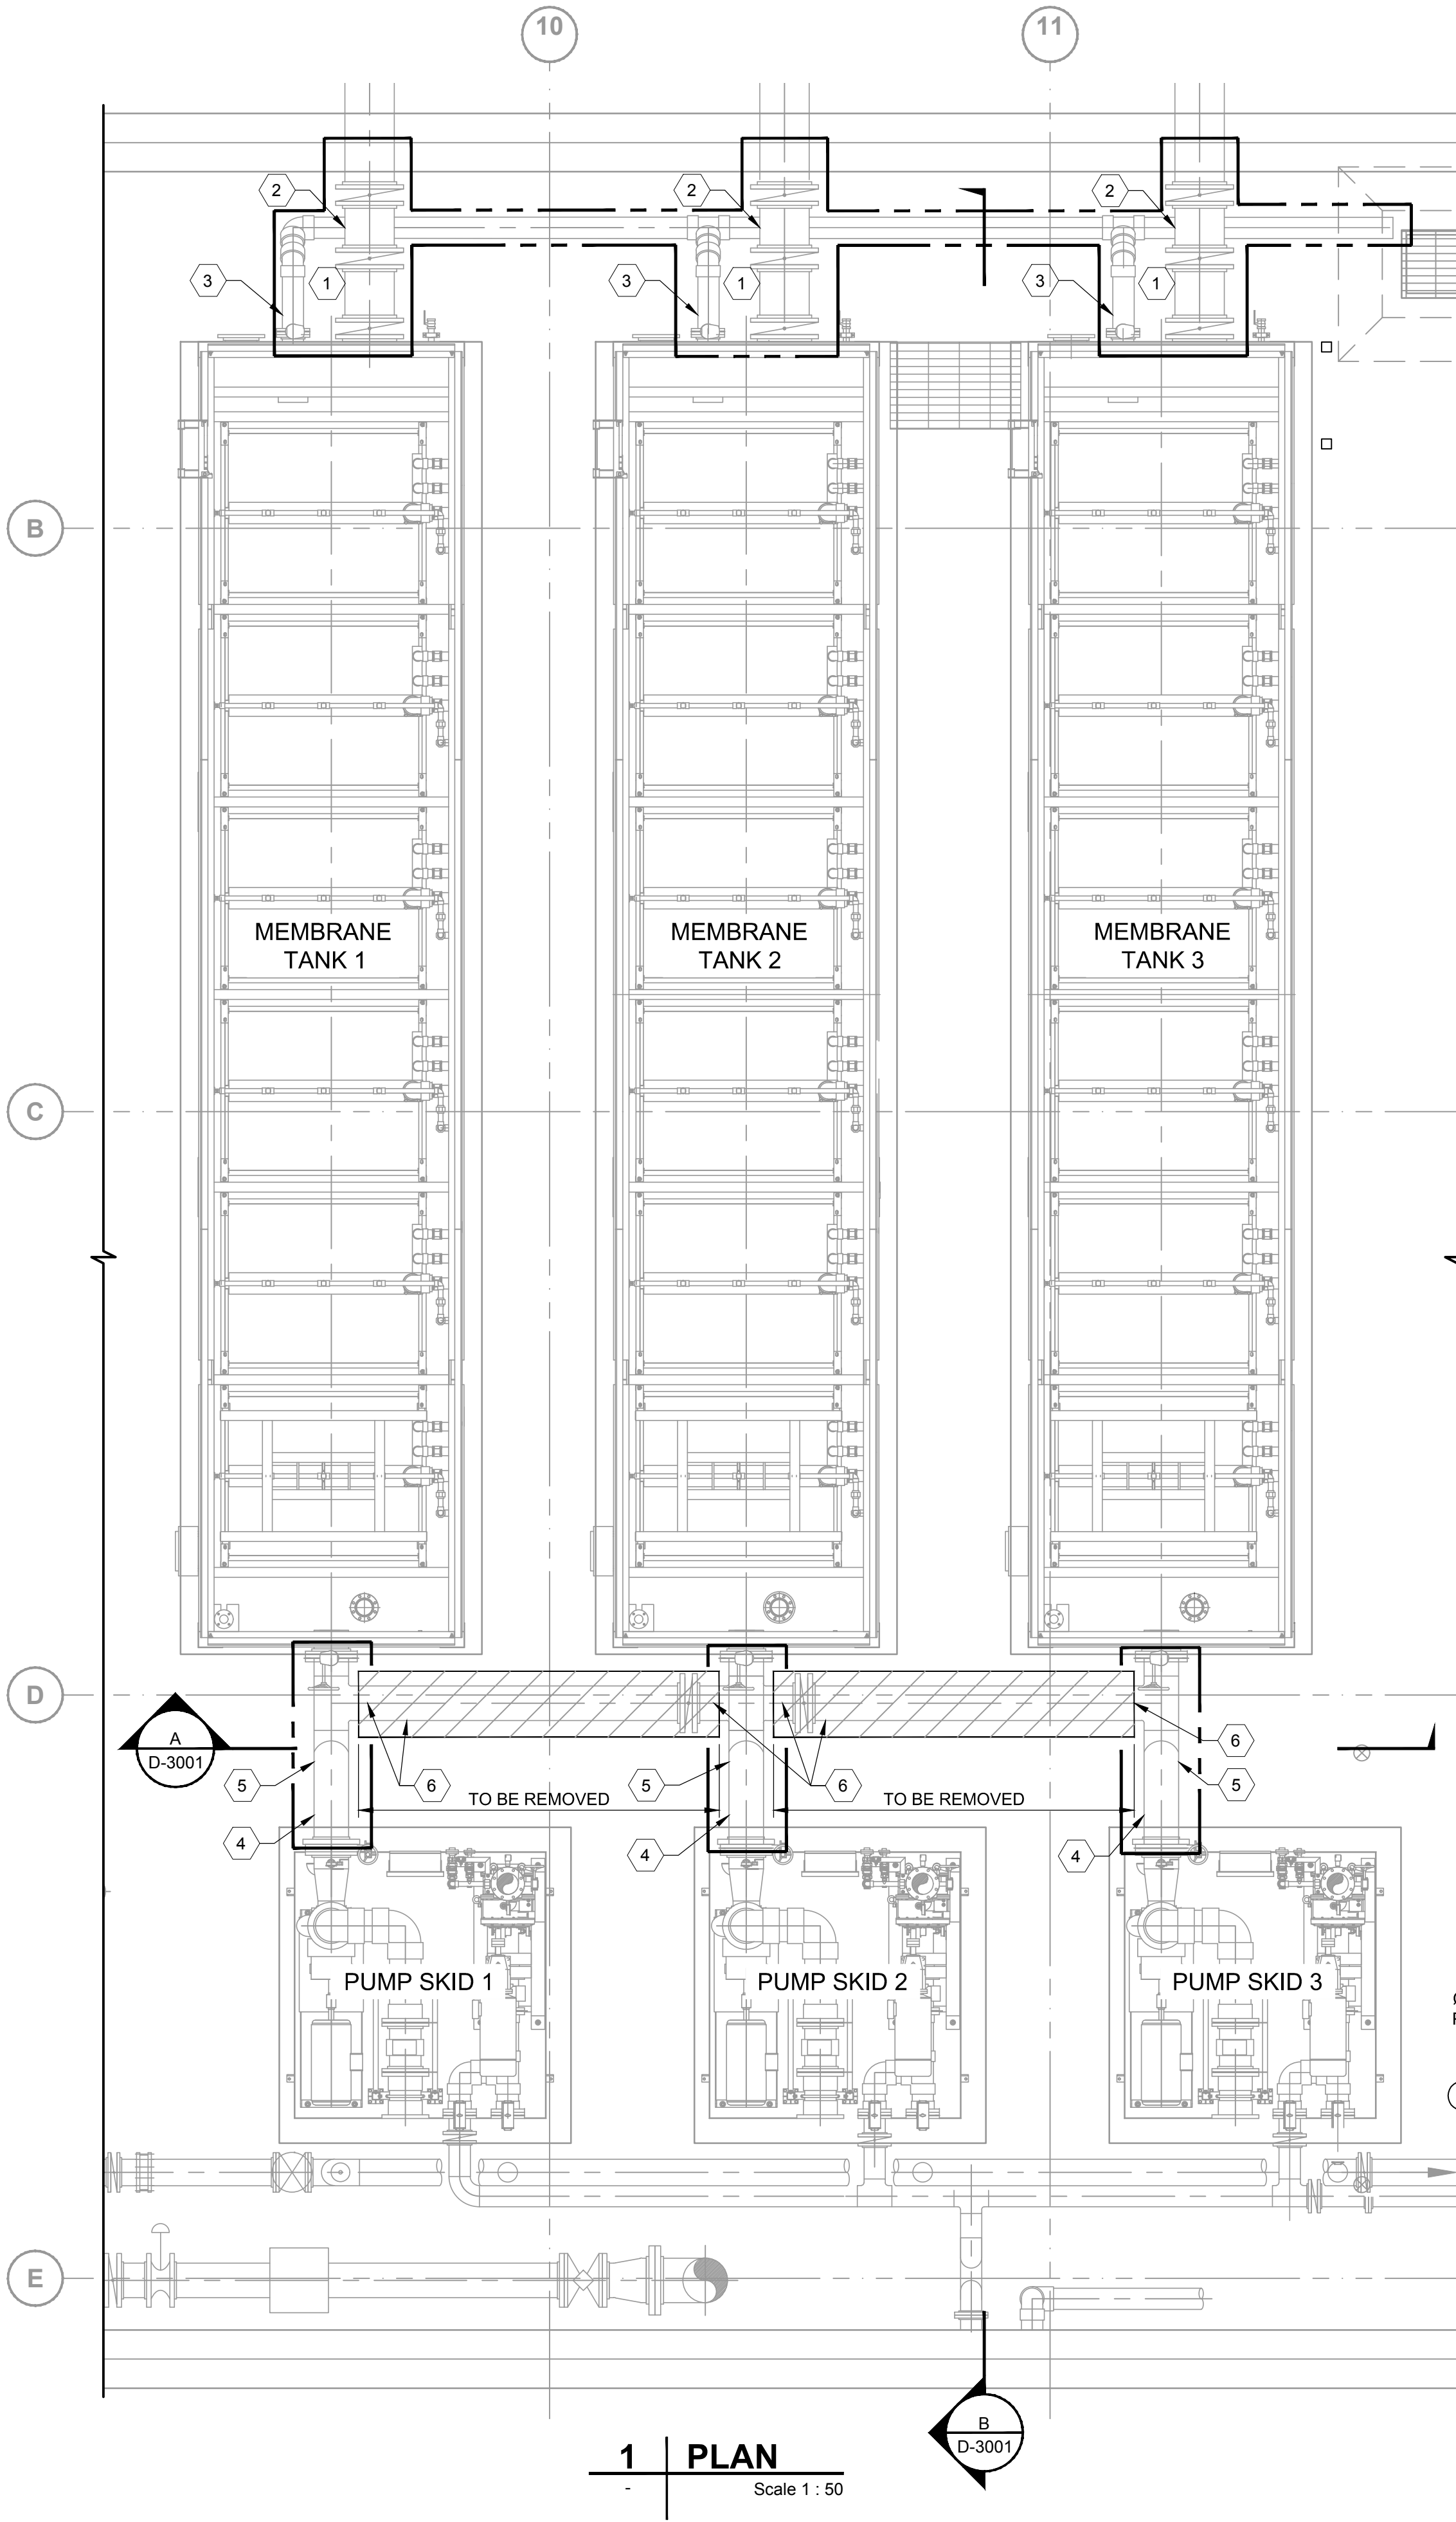 10
11
2
2
2
3
1
3
1
3
1
B
MEMBRANE
TANK 1
MEMBRANE
TANK 2
MEMBRANE
TANK 3
C
D
A
D-3001
5
6
5
6
6
5
TO BE REMOVED
TO BE REMOVED
4
4
4
PUMP SKID 1
PUMP SKID 2
PUMP SKID 3
E
B
D-3001
1
PLAN
-
Scale 1 : 50